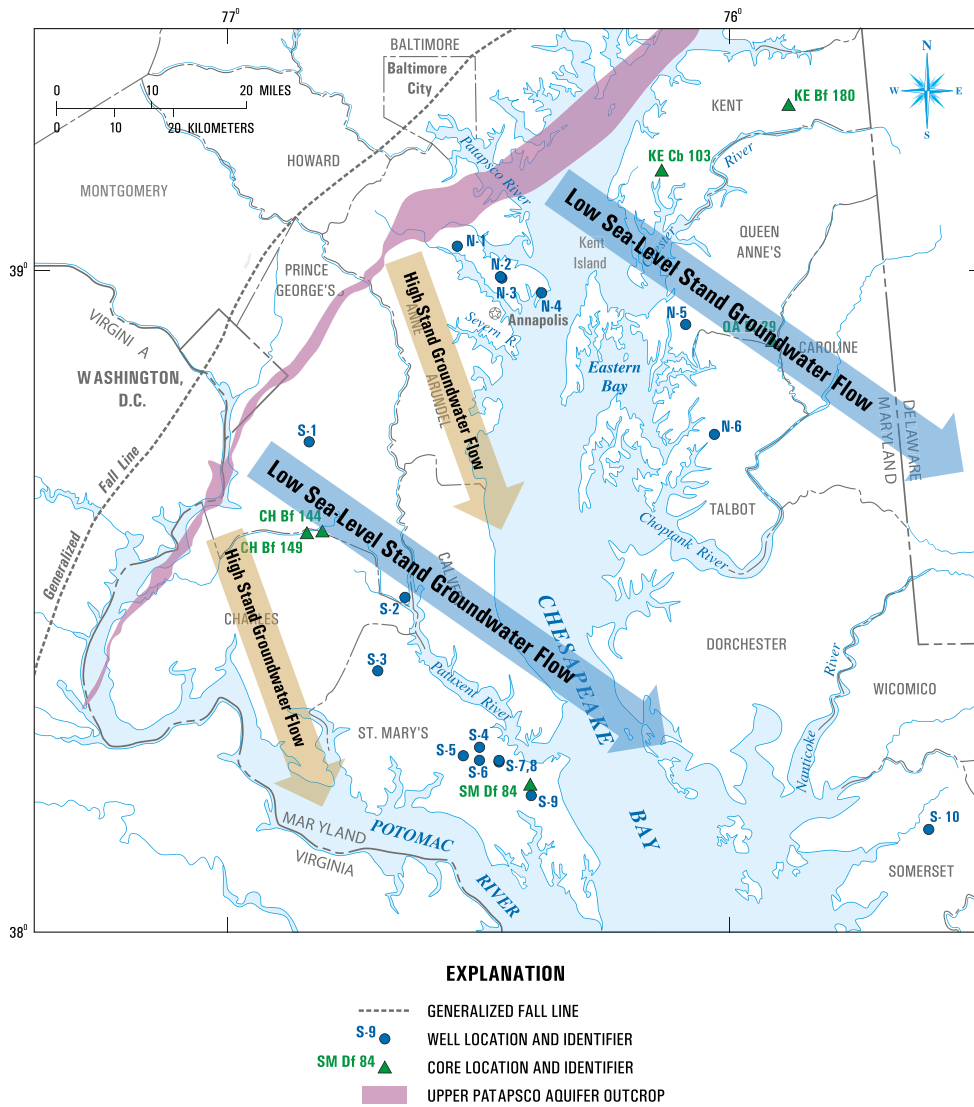 77⁰
76⁰
BALTIMORE
Baltimore
City
N
W
E
S
0 10 20 MILES
0 10 20 KILOMETERS
KENT
KE Bf 180
HOWARD
Patapsco River
KE Cb 103
River
MONTGOMERY
Low Sea-Level Stand Groundwater Flow
QUEEN
ANNE'S
N-1
Kent
Island
39⁰
PRINCE
GEORGE'S
N-2
N-3
N-4
High Stand Groundwater Flow
ANNE
ARUNDEL
Annapolis
Severn R.
N-5
VIRGINIA
CAROLINE
Eastern
Bay
WASHINGTON,
D.C.
DELAWARE
MARYLAND
S-1
N-6
Fall Line
Generalized
Low Sea-Level Stand Groundwater Flow
TALBOT
CH Bf 144
CH Bf 149
Choptank River
High Stand Groundwater Flow
CHARLES
S-2
CHESAPEAKE
BAY
DORCHESTER
S-3
Patuxent River
River
Nanticoke
WICOMICO
ST. MARY'S
S-4
S-5
S-6
S-7,8
SM Df 84
S-9
MARYLAND
VIRGINIA
POTOMAC
RIVER
S- 10
SOMERSET
38⁰
EXPLANATION
GENERALIZED FALL LINE
S-9 WELL LOCATION AND IDENTIFIER
SM Df 84 CORE LOCATION AND IDENTIFIER
UPPER PATAPSCO AQUIFER OUTCROP